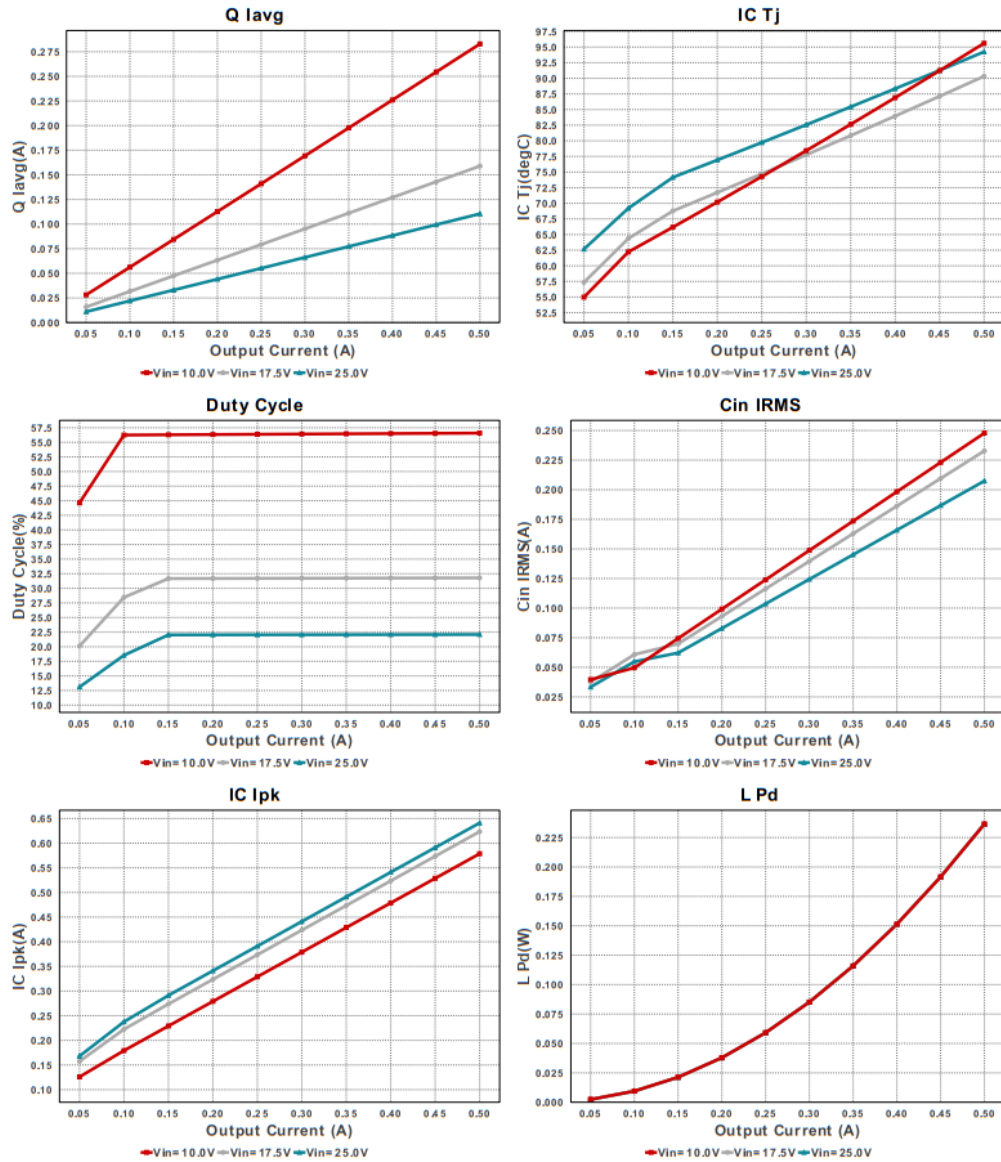 Q Iavg
Q Iavg(A)
0.275
0.250
0.225
0.200
0.175
0.150
0.125
0.100
0.075
0.050
0.025
0.000
0.05 0.10 0.15 0.20 0.25 0.30 0.35 0.40 0.45 0.50
Output Current (A)
Vin= 10.0V Vin= 17.5V Vin= 25.0V
IC Tj
IC Tj(degC)
97.5
95.0
92.5
90.0
87.5
85.0
82.5
80.0
77.5
75.0
72.5
70.0
67.5
65.0
62.5
60.0
57.5
55.0
52.5
0.05 0.10 0.15 0.20 0.25 0.30 0.35 0.40 0.45 0.50
Output Current (A)
Vin= 10.0V Vin= 17.5V Vin= 25.0V
Duty Cycle
Duty Cycle(%)
57.5
55.0
52.5
50.0
47.5
45.0
42.5
40.0
37.5
35.0
32.5
30.0
27.5
25.0
22.5
20.0
17.5
15.0
12.5
10.0
0.05 0.10 0.15 0.20 0.25 0.30 0.35 0.40 0.45 0.50
Output Current (A)
Vin= 10.0V Vin= 17.5V Vin= 25.0V
Cin IRMS
Cin IRMS(A)
0.250
0.225
0.200
0.175
0.150
0.125
0.100
0.075
0.050
0.025
0.05 0.10 0.15 0.20 0.25 0.30 0.35 0.40 0.45 0.50
Output Current (A)
Vin= 10.0V Vin= 17.5V Vin= 25.0V
IC Ipk
IC Ipk(A)
0.65
0.60
0.55
0.50
0.45
0.40
0.35
0.30
0.25
0.20
0.15
0.10
0.05 0.10 0.15 0.20 0.25 0.30 0.35 0.40 0.45 0.50
Output Current (A)
Vin= 10.0V Vin= 17.5V Vin= 25.0V
L Pd
L Pd(W)
0.225
0.200
0.175
0.150
0.125
0.100
0.075
0.050
0.025
0.000
0.05 0.10 0.15 0.20 0.25 0.30 0.35 0.40 0.45 0.50
Output Current (A)
Vin= 10.0V Vin= 17.5V Vin= 25.0V